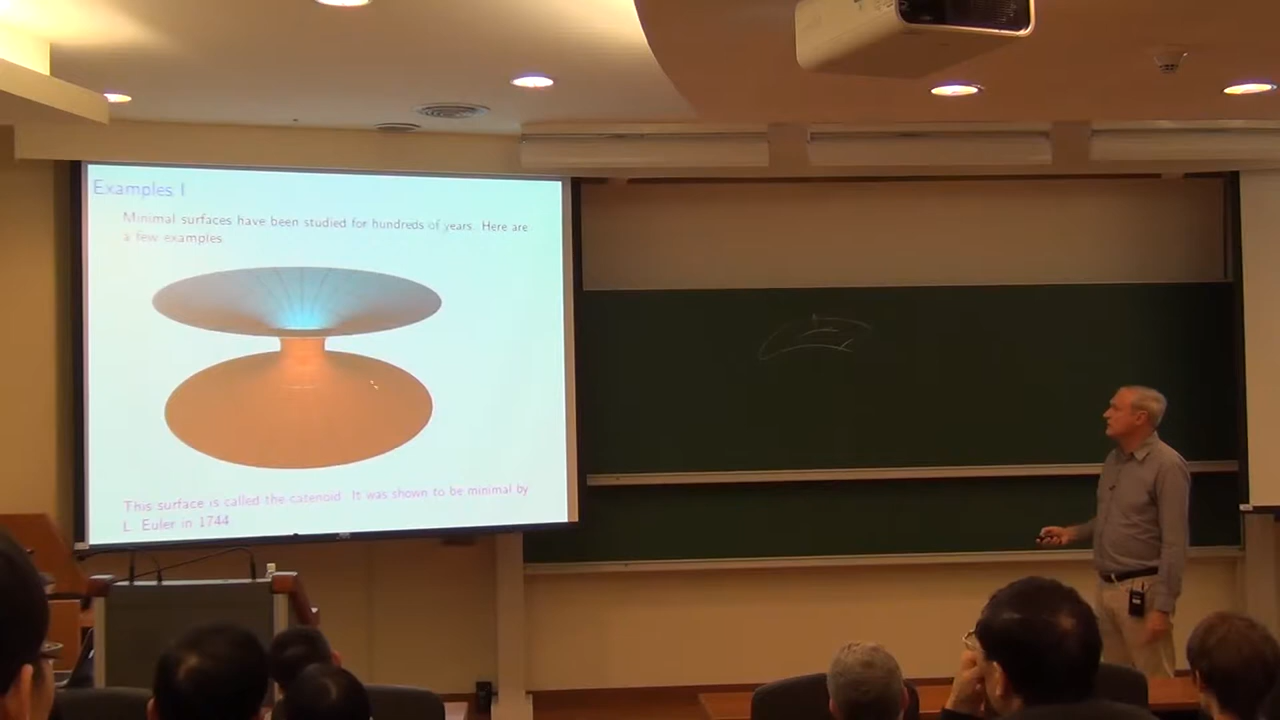 Examples I
Minimal surfaces have been studied for hundreds of years. Here are
a few examples.
This surface is called the catenoid. It was shown to be minimal by
L. Euler in 1744.